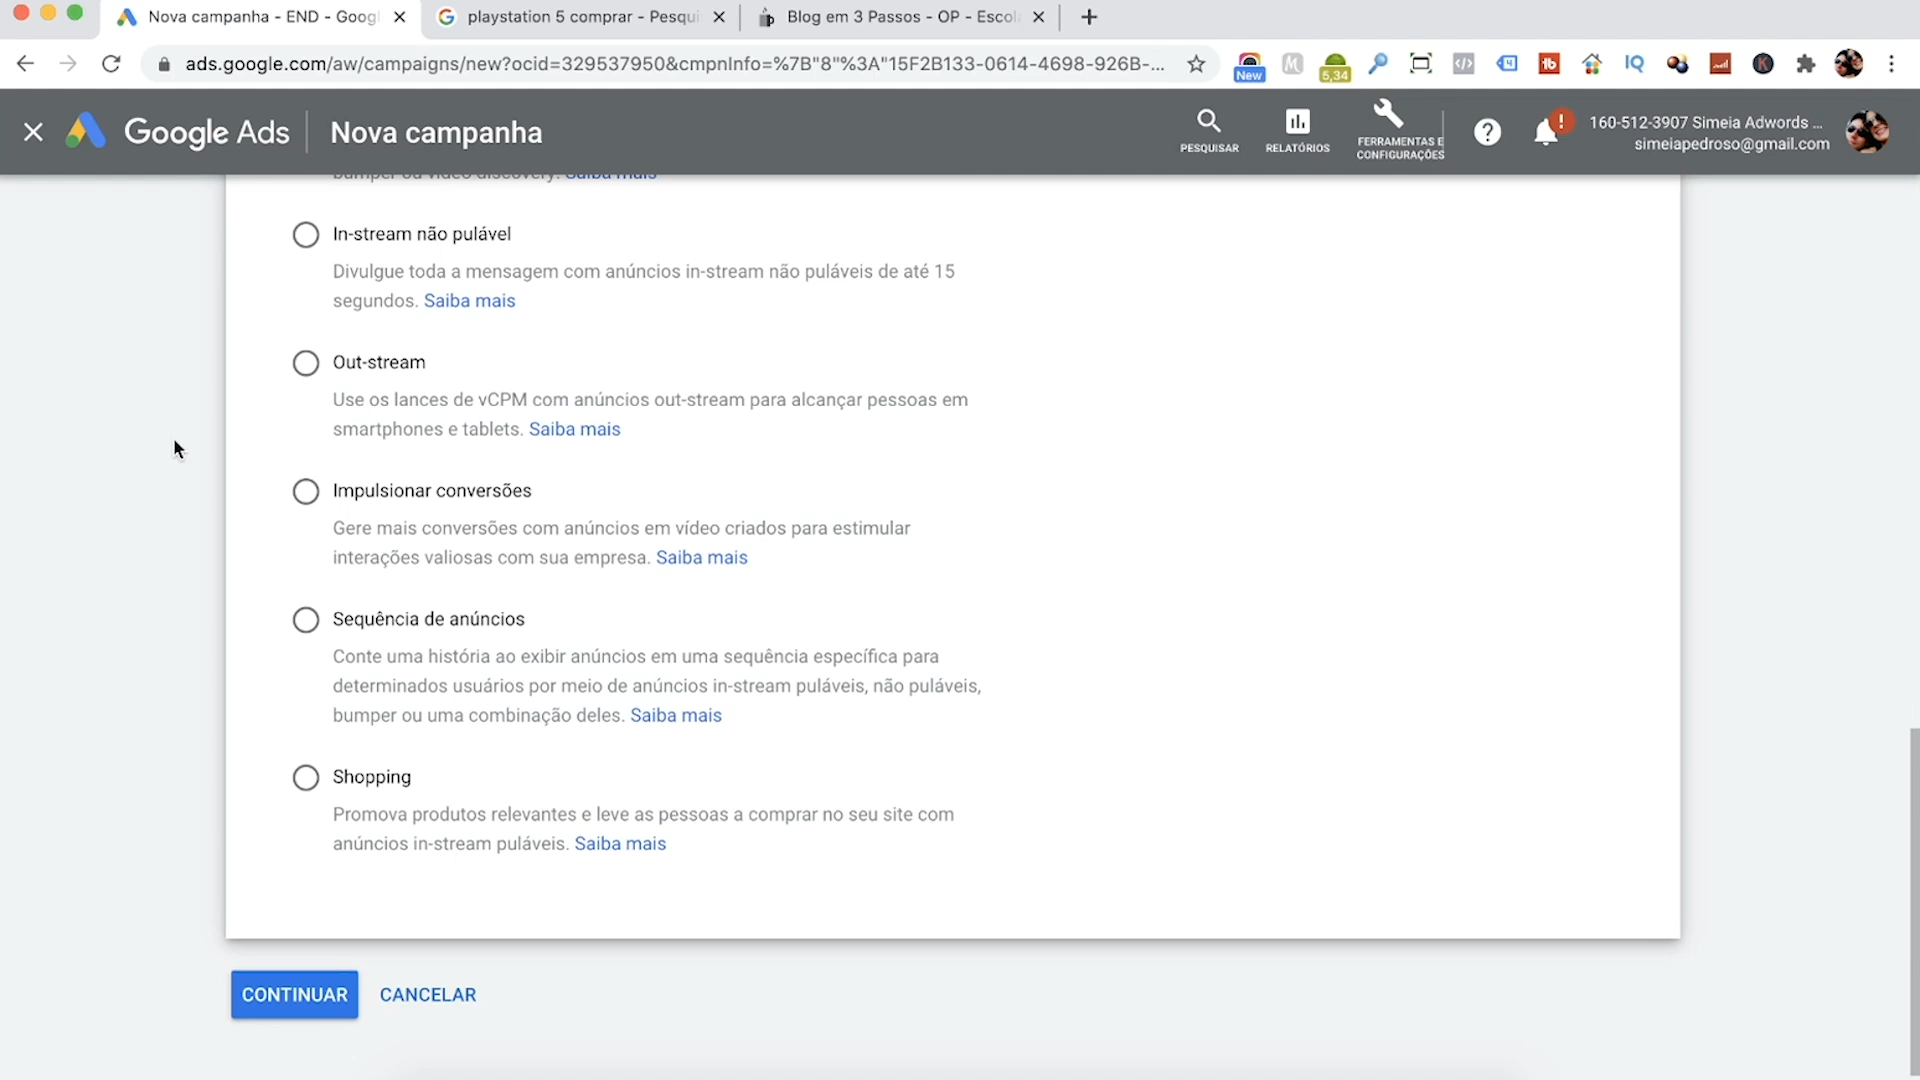 Nova campanha - END - Googl
playstation 5 comprar - Pesqui
Blog em 3 Passos - OP - Escola
ads.google.com/aw/campaigns/new?ocid=329537950&cmpnInfo=%7B"8"%3A"15F2B133-0614-4698-926B-...
New
5,34
Google Ads
Nova campanha
PESQUISAR
RELATÓRIOS
FERRAMENTAS E
CONFIGURAÇÕES
160-512-3907 Simeia Adwords ...
simeiapedroso@gmail.com
bumper ou vídeo discovery. Saiba mais
In-stream não pulável
Divulgue toda a mensagem com anúncios in-stream não puláveis de até 15
segundos. Saiba mais
Out-stream
Use os lances de vCPM com anúncios out-stream para alcançar pessoas em
smartphones e tablets. Saiba mais
Impulsionar conversões
Gere mais conversões com anúncios em vídeo criados para estimular
interações valiosas com sua empresa. Saiba mais
Sequência de anúncios
Conte uma história ao exibir anúncios em uma sequência específica para
determinados usuários por meio de anúncios in-stream puláveis, não puláveis,
bumper ou uma combinação deles. Saiba mais
Shopping
Promova produtos relevantes e leve as pessoas a comprar no seu site com
anúncios in-stream puláveis. Saiba mais
CONTINUAR
CANCELAR